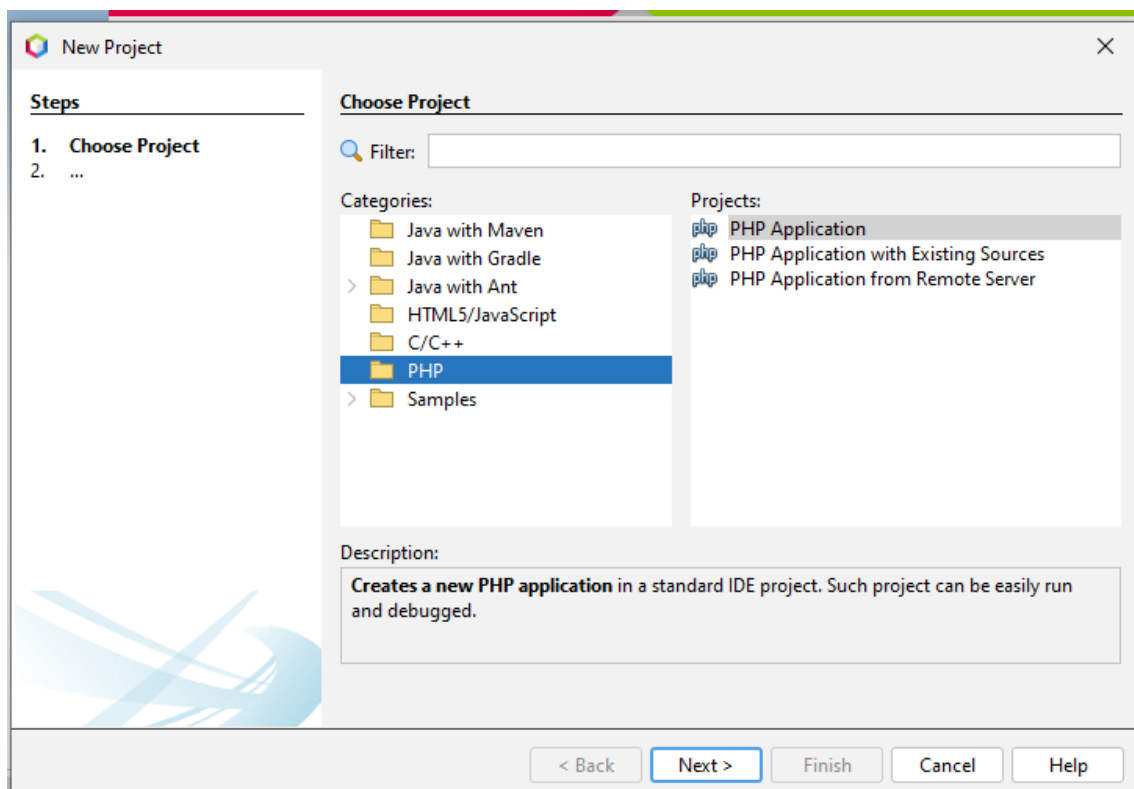 New Project
Steps
1. Choose Project
2. ...
Choose Project
Filter:
Categories:
Java with Maven
Java with Gradle
Java with Ant
HTML5/JavaScript
C/C++
PHP
Samples
Projects:
php PHP Application
php PHP Application with Existing Sources
php PHP Application from Remote Server
Description:
Creates a new PHP application in a standard IDE project. Such project can be easily run
and debugged.
< Back Next > Finish Cancel Help